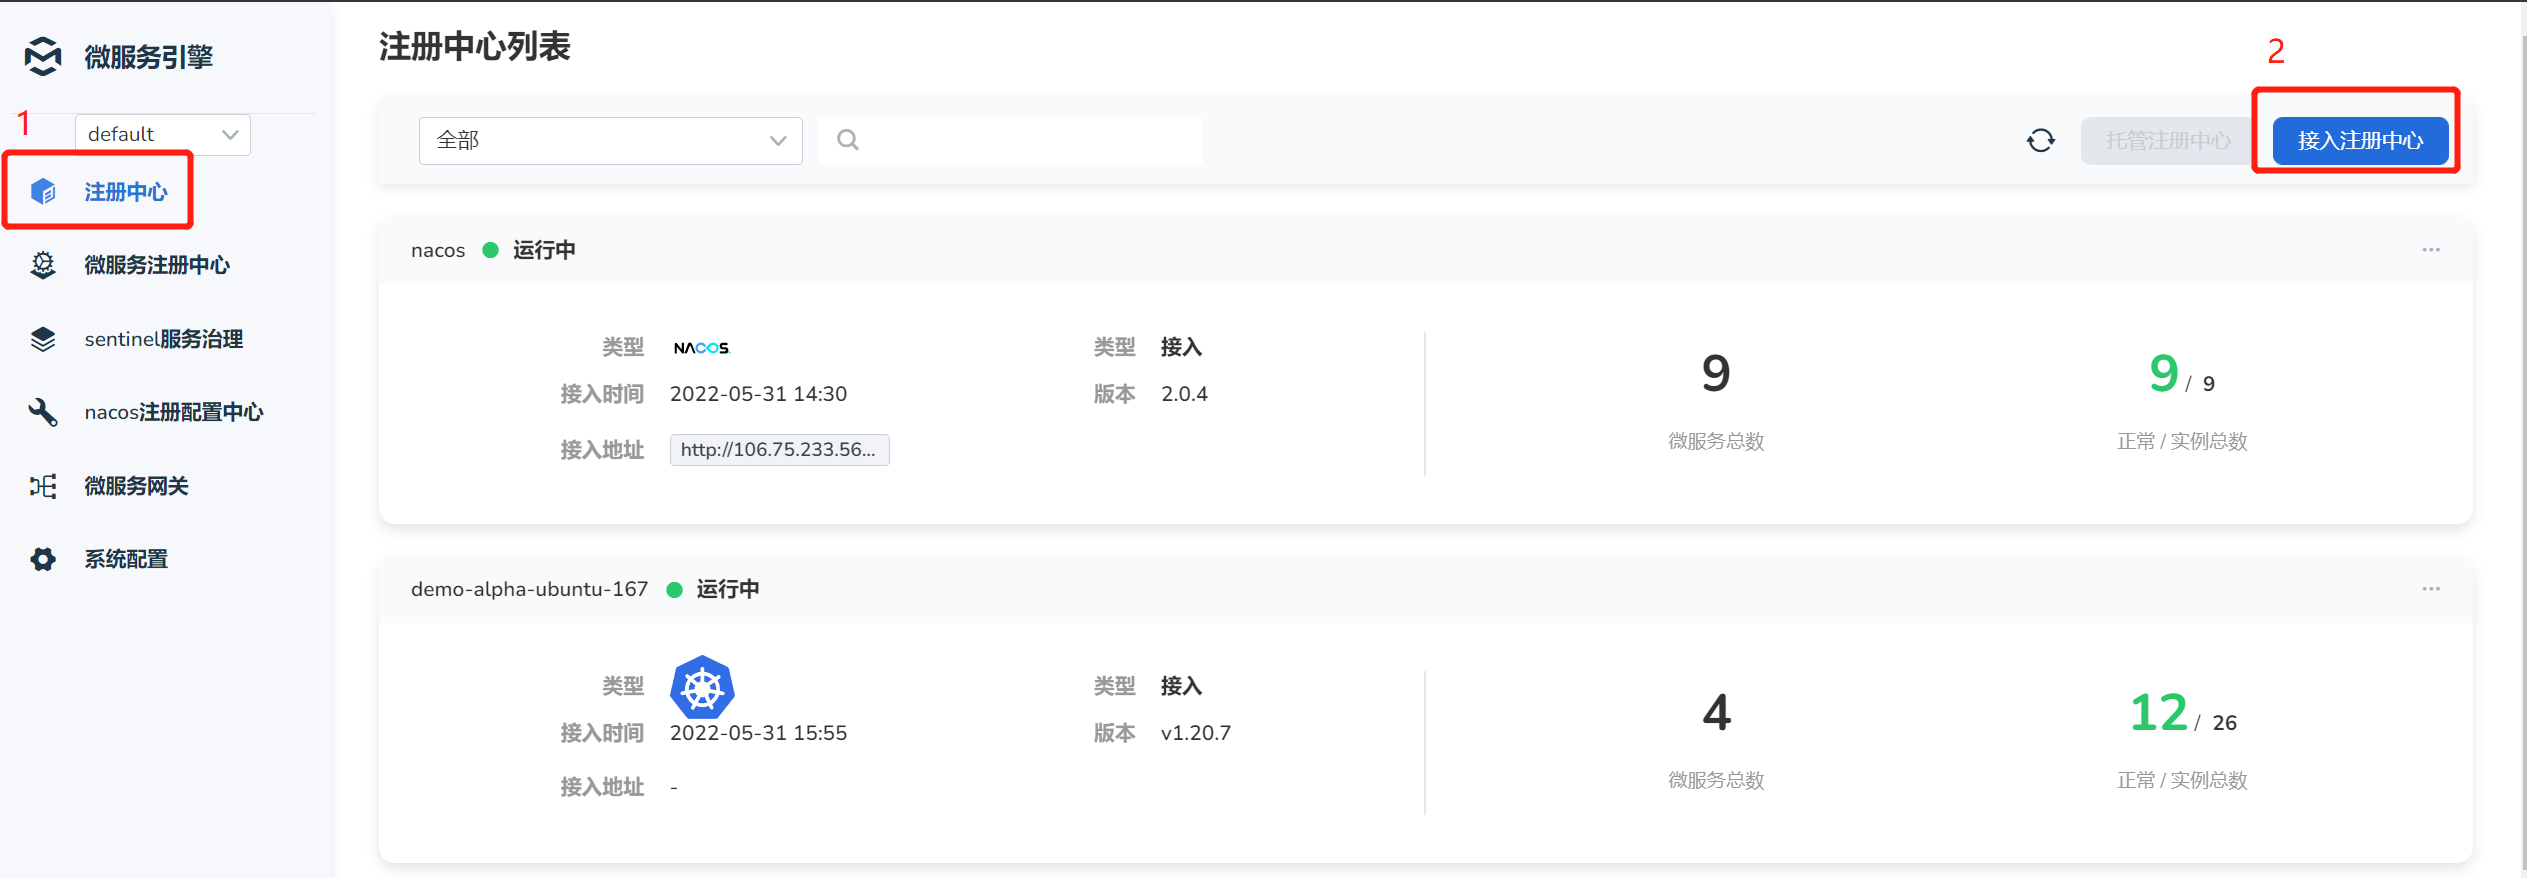 微服务引擎
1
default
注册中心
微服务注册中心
sentinel服务治理
nacos注册配置中心
微服务网关
系统配置
注册中心列表
2
全部
托管注册中心
接入注册中心
nacos 运行中 ...
类型 NACOS. 类型 接入
接入时间 2022-05-31 14:30 版本 2.0.4
接入地址 http://106.75.233.56...
9 9 / 9
微服务总数 正常 / 实例总数
demo-alpha-ubuntu-167 运行中 ...
类型 类型 接入
接入时间 2022-05-31 15:55 版本 v1.20.7
接入地址 -
4 12 / 26
微服务总数 正常 / 实例总数